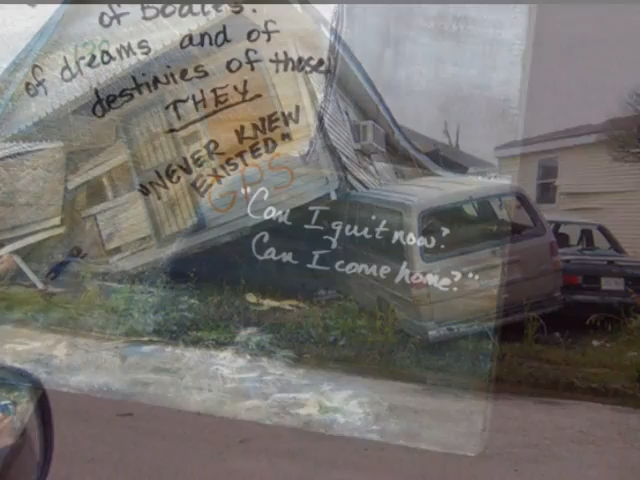 of Bodies.
of dreams and of
destinies of those
THEY
"NEVER KNEW
EXISTED"
GPS
Can I quit now?
Can I come home?"